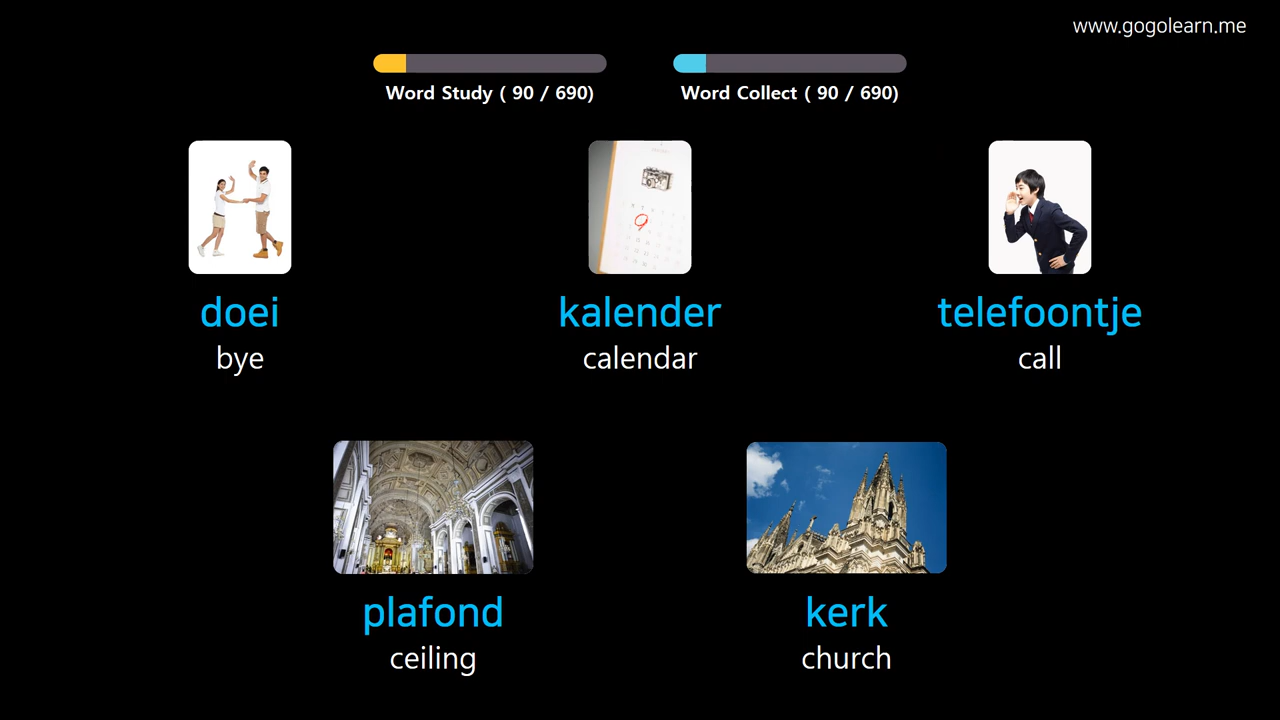 www.gogolearn.me
Word Study ( 90 / 690)
Word Collect ( 90 / 690)
9
doei
bye
kalender
calendar
telefoontje
call
plafond
ceiling
kerk
church